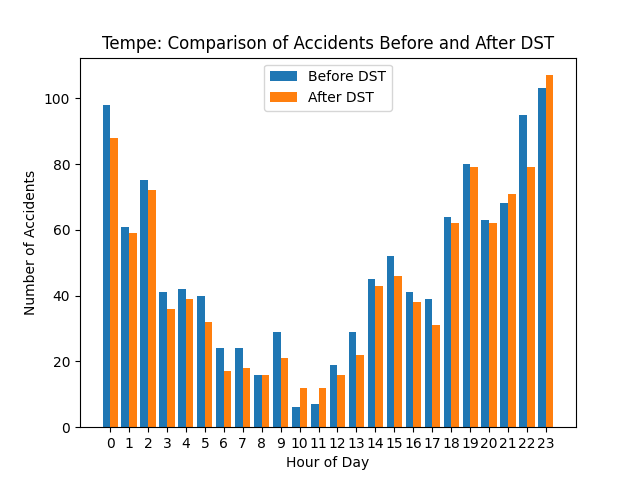 Tempe: Comparison of Accidents Before and After DST
Before DST
After DST
Number of Accidents
100
80
60
40
20
0
0 1 2 3 4 5 6 7 8 9 10 11 12 13 14 15 16 17 18 19 20 21 22 23
Hour of Day